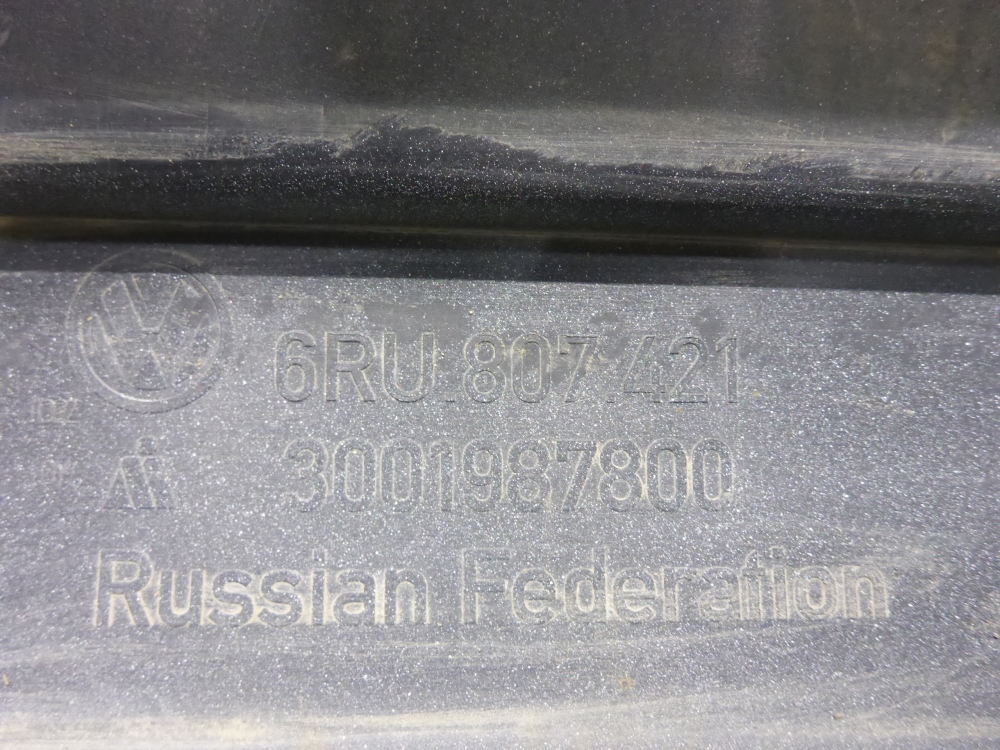 6RU.807.421
3001987800
Russian Federation